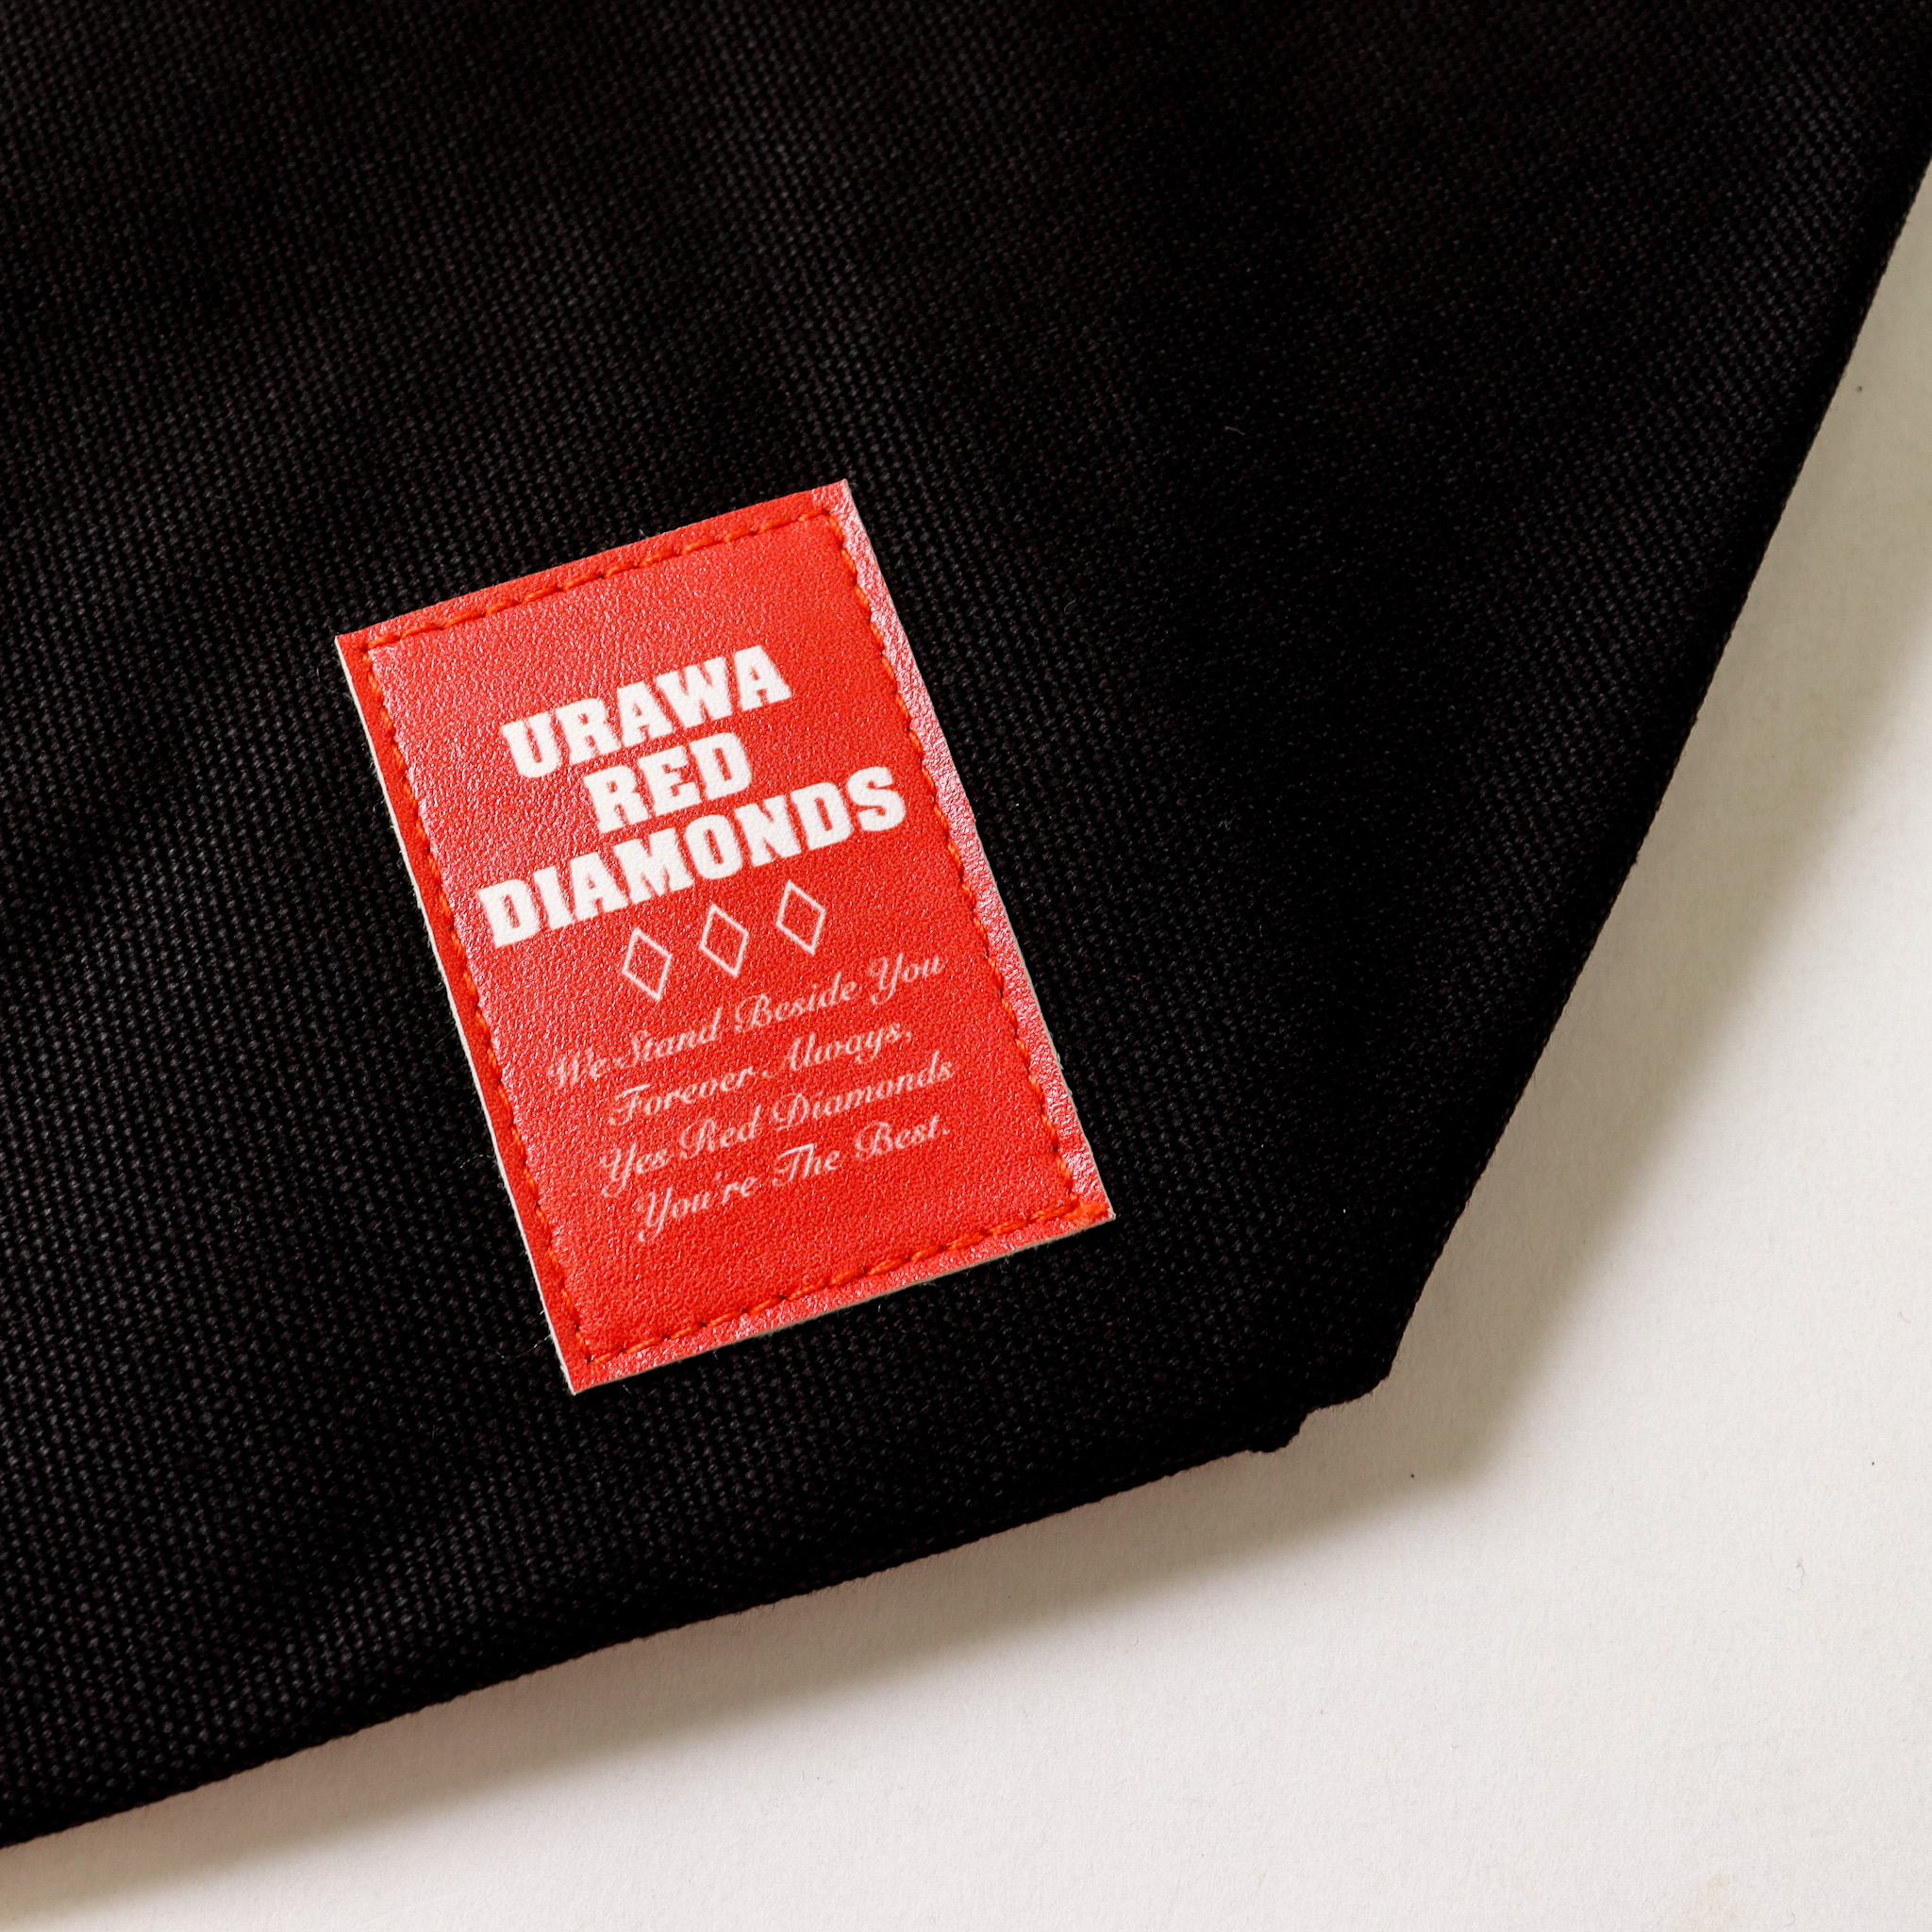 URAWA
RED
DIAMONDS
We Stand Beside You
Forever Always,
Yes Red Diamonds
You're The Best.